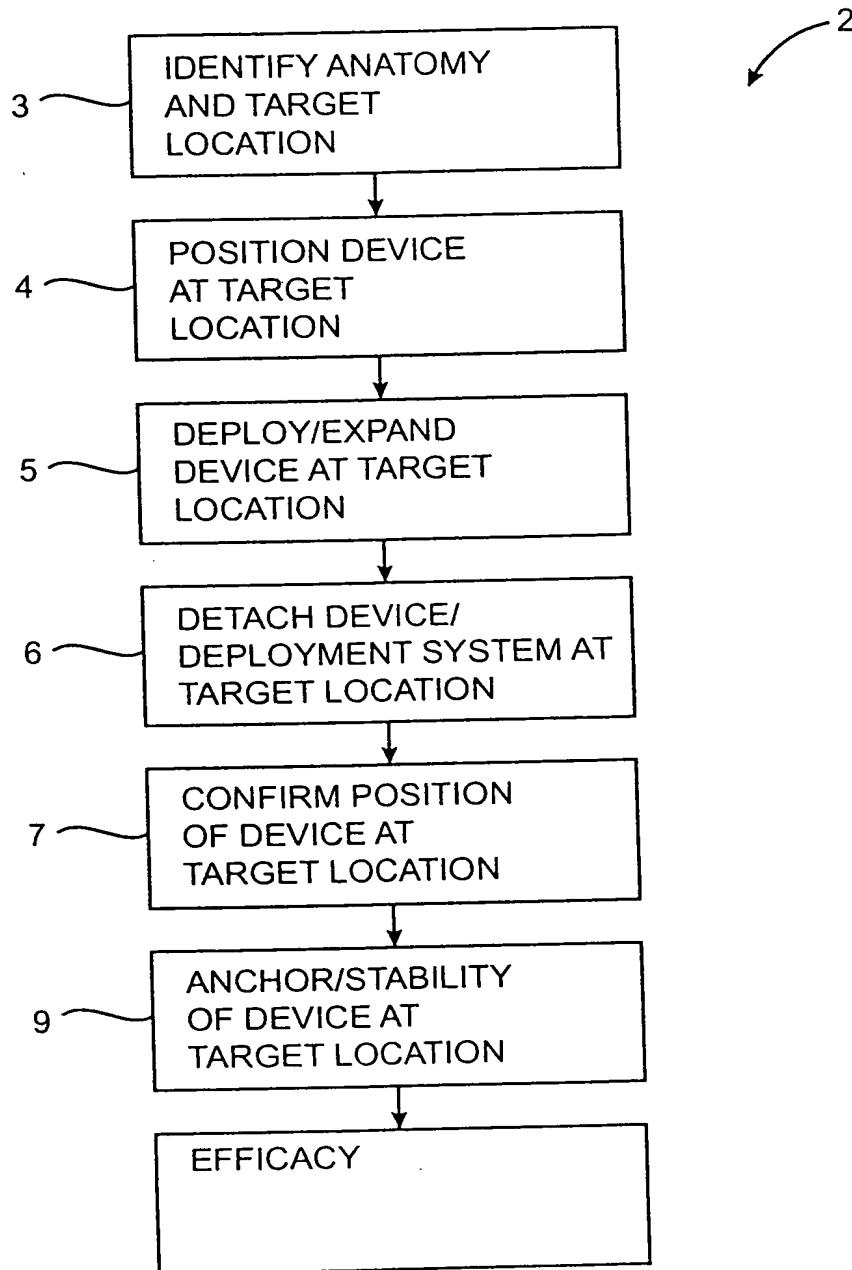 2
3
IDENTIFY ANATOMY
AND TARGET
LOCATION
4
POSITION DEVICE
AT TARGET
LOCATION
5
DEPLOY/EXPAND
DEVICE AT TARGET
LOCATION
6
DETACH DEVICE/
DEPLOYMENT SYSTEM AT
TARGET LOCATION
7
CONFIRM POSITION
OF DEVICE AT
TARGET LOCATION
9
ANCHOR/STABILITY
OF DEVICE AT
TARGET LOCATION
EFFICACY